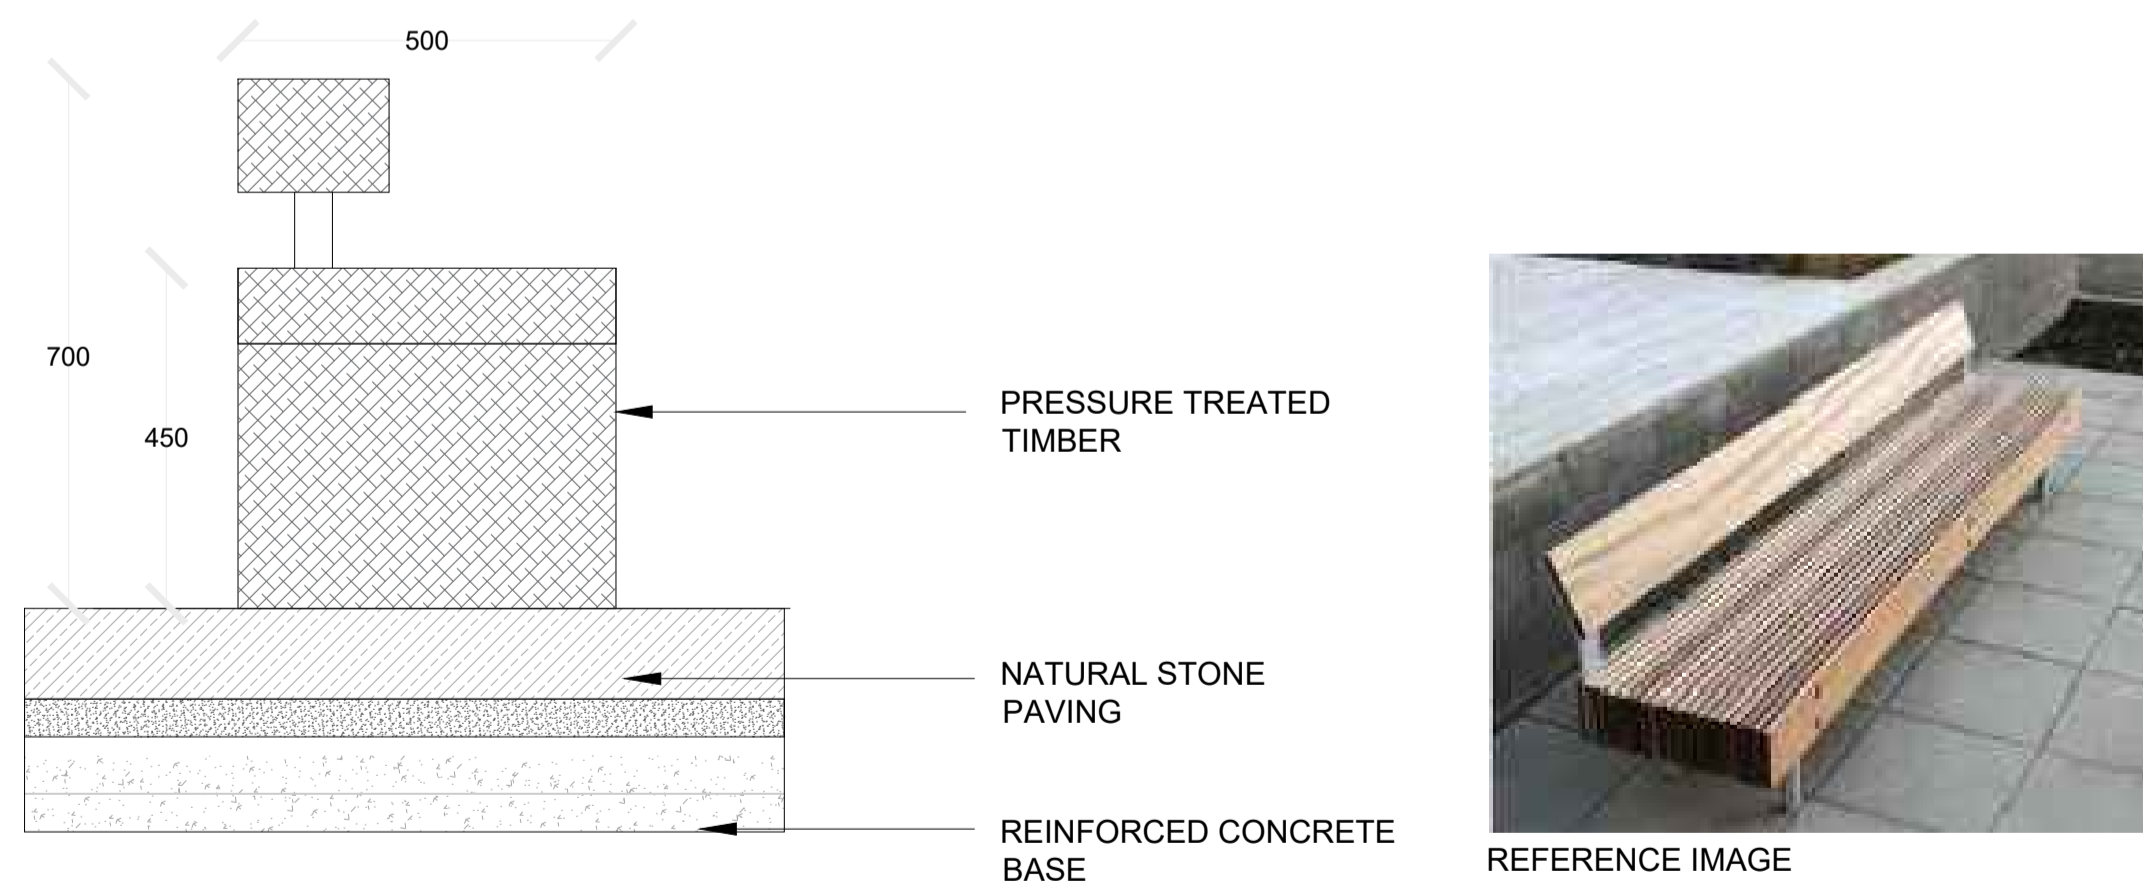 500
700
450
PRESSURE TREATED
TIMBER
NATURAL STONE
PAVING
REINFORCED CONCRETE
BASE
REFERENCE IMAGE